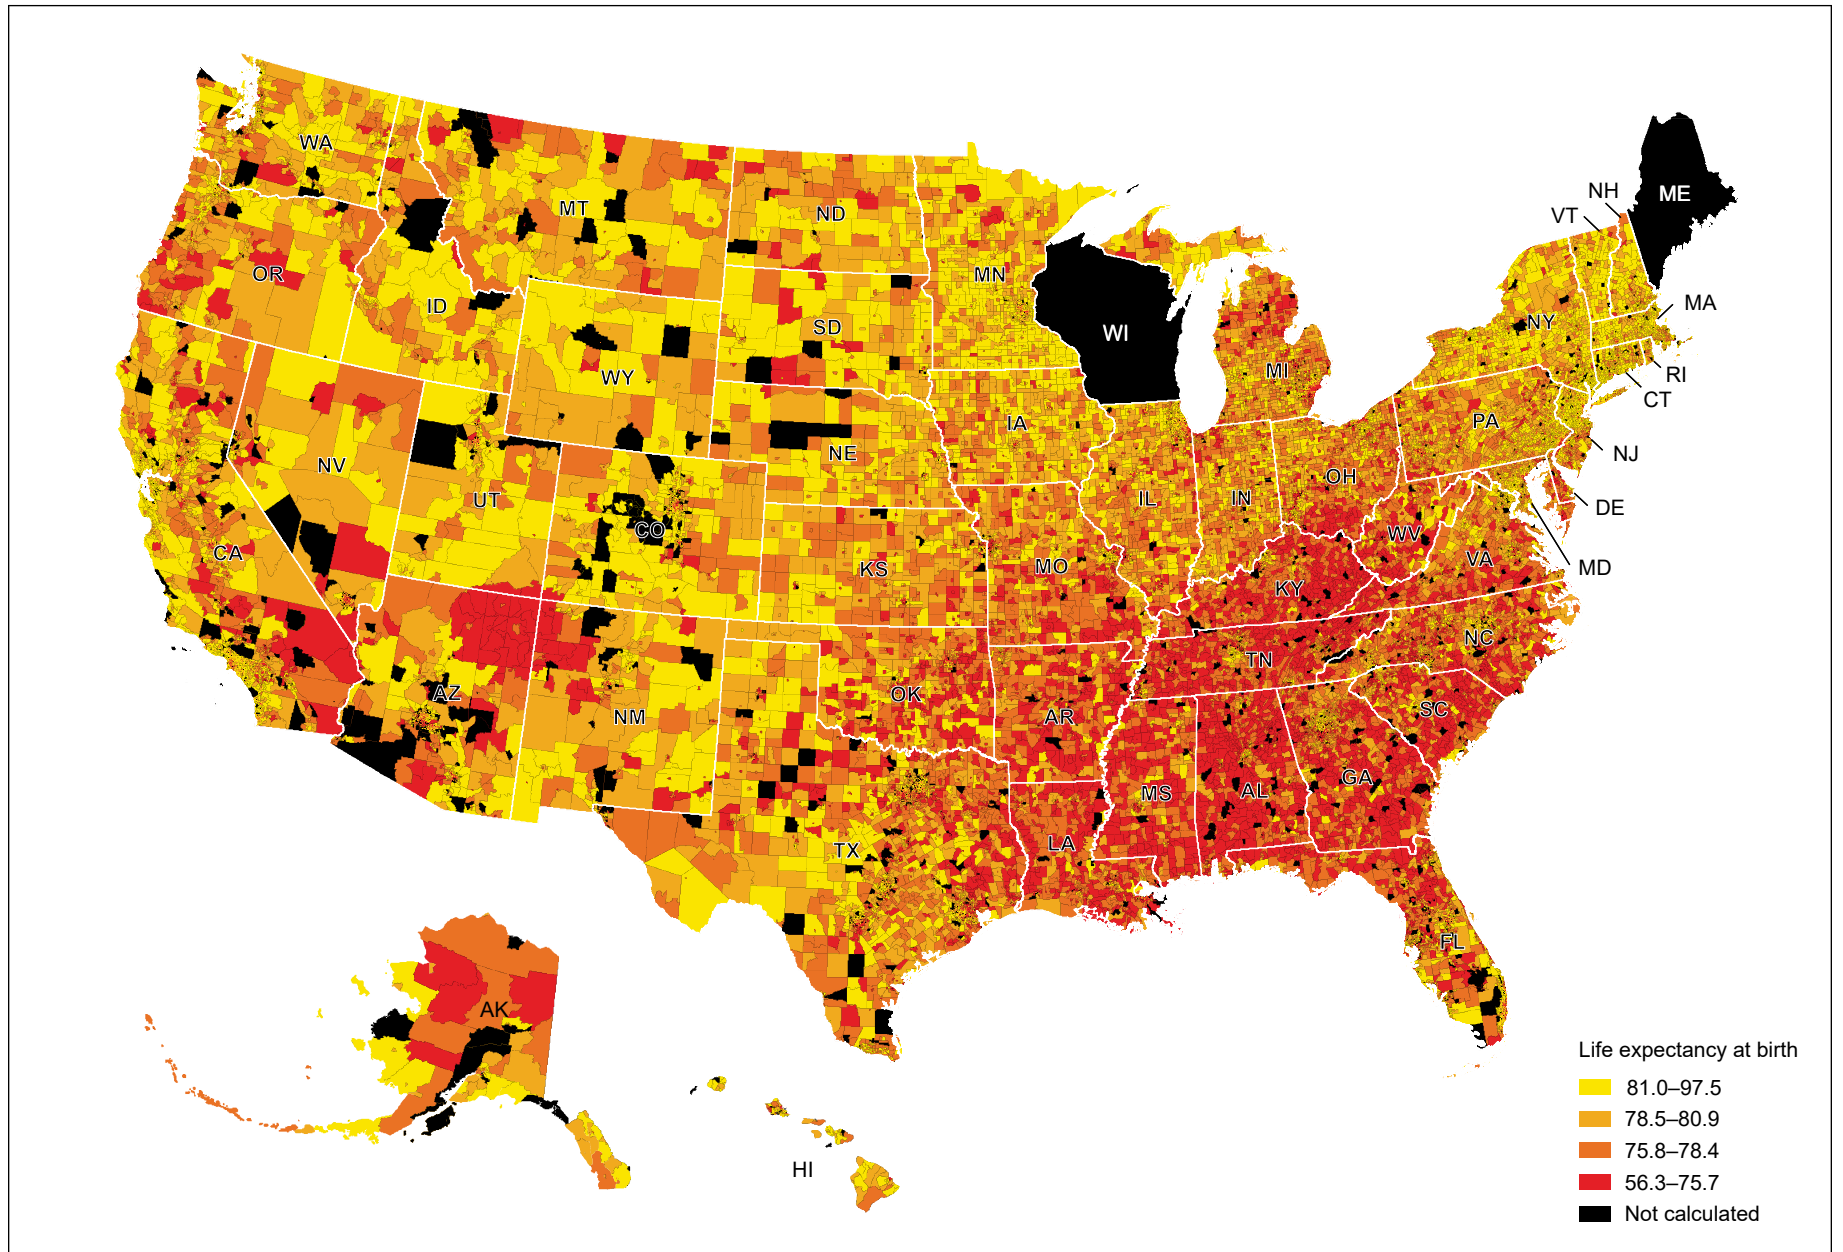 WA
MT
ND
MN
OR
ID
SD
WY
WI
MI
NY
VT
NH
ME
MA
RI
CT
NJ
DE
MD
PA
IA
NE
NV
UT
CO
IL
IN
OH
WV
VA
CA
KS
MO
KY
NC
TN
AZ
NM
OK
AR
SC
MS
AL
GA
LA
TX
FL
AK
HI
Life expectancy at birth
81.0–97.5
78.5–80.9
75.8–78.4
56.3–75.7
Not calculated